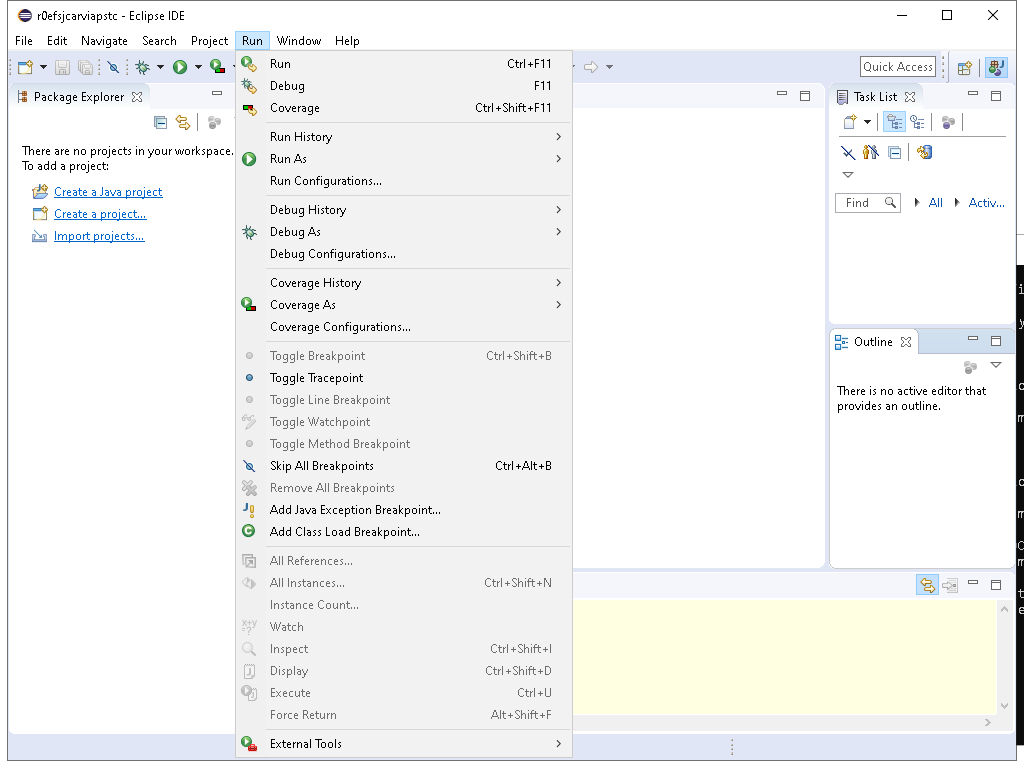 r0efsjcarviapstc - Eclipse IDE
File Edit Navigate Search Project Run Window Help
Quick Access
Package Explorer
There are no projects in your workspace.
To add a project:
Create a Java project
Create a project...
Import projects...
Run Ctrl+F11
Debug F11
Coverage Ctrl+Shift+F11
Run History
Run As
Run Configurations...
Debug History
Debug As
Debug Configurations...
Coverage History
Coverage As
Coverage Configurations...
Toggle Breakpoint Ctrl+Shift+B
Toggle Tracepoint
Toggle Line Breakpoint
Toggle Watchpoint
Toggle Method Breakpoint
Skip All Breakpoints Ctrl+Alt+B
Remove All Breakpoints
Add Java Exception Breakpoint...
Add Class Load Breakpoint...
All References...
All Instances... Ctrl+Shift+N
Instance Count...
Watch
Inspect Ctrl+Shift+I
Display Ctrl+Shift+D
Execute Ctrl+U
Force Return Alt+Shift+F
External Tools
Task List
Find All Activ...
Outline
There is no active editor that
provides an outline.